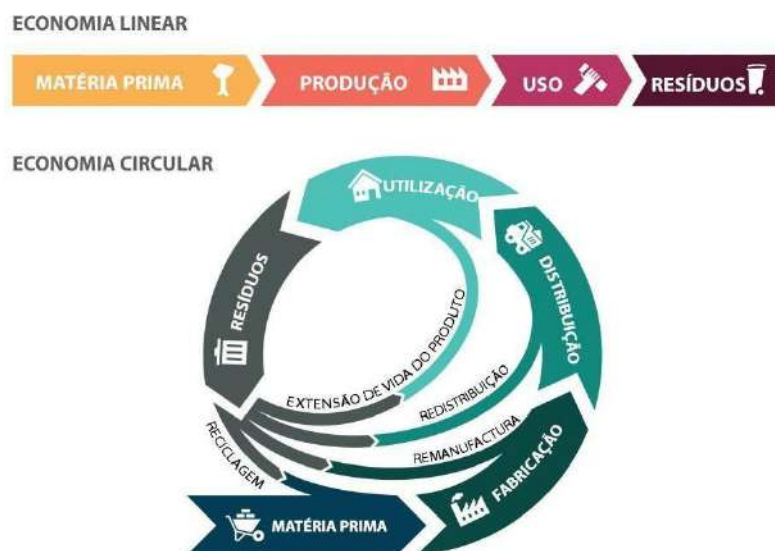 ECONOMIA LINEAR
MATÉRIA PRIMA
PRODUÇÃO
USO
RESÍDUOS
ECONOMIA CIRCULAR
UTILIZAÇÃO
DISTRIBUIÇÃO
RESÍDUOS
EXTENSÃO DE VIDA DO PRODUTO
REDISTRIBUIÇÃO
REMANUFACTURA
RECICLAGEM
FABRICAÇÃO
MATÉRIA PRIMA